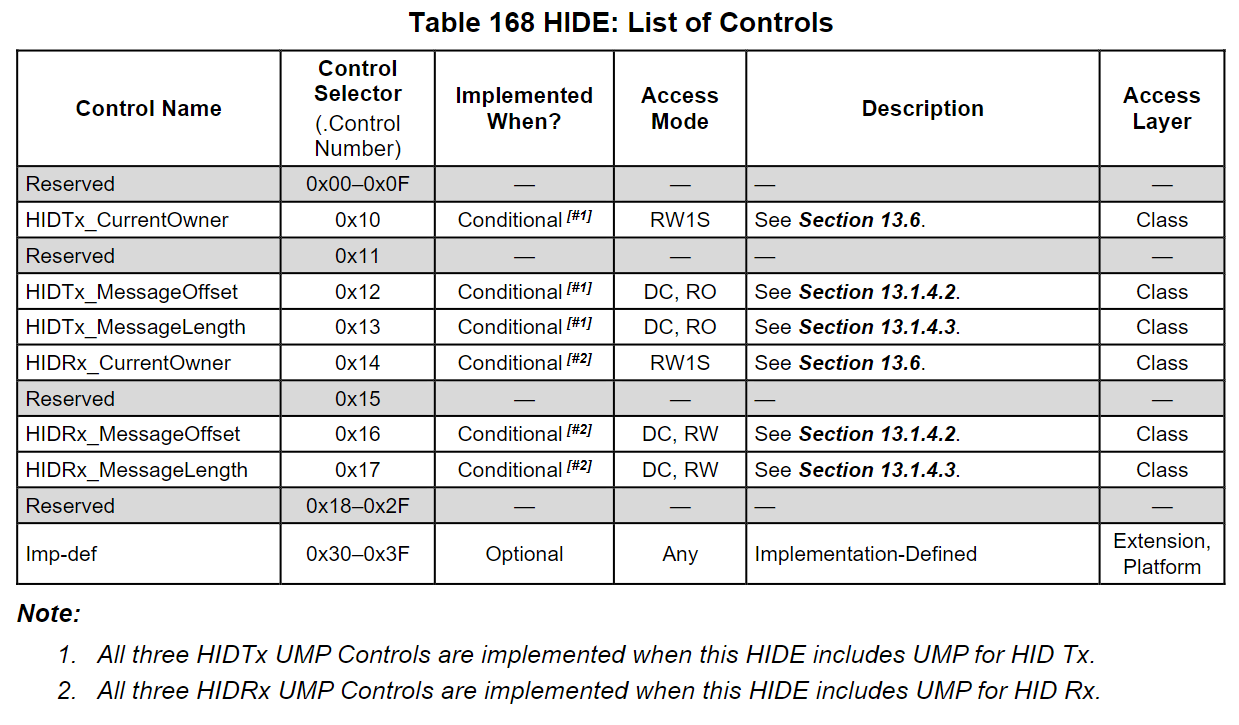 Table 168 HIDE: List of Controls
Control Name | Control Selector (.Control Number) | Implemented When? | Access Mode | Description | Access Layer
Reserved | 0x00–0x0F | — | — | — | —
HIDTx_CurrentOwner | 0x10 | Conditional [#1] | RW1S | See Section 13.6. | Class
Reserved | 0x11 | — | — | — | —
HIDTx_MessageOffset | 0x12 | Conditional [#1] | DC, RO | See Section 13.1.4.2. | Class
HIDTx_MessageLength | 0x13 | Conditional [#1] | DC, RO | See Section 13.1.4.3. | Class
HIDRx_CurrentOwner | 0x14 | Conditional [#2] | RW1S | See Section 13.6. | Class
Reserved | 0x15 | — | — | — | —
HIDRx_MessageOffset | 0x16 | Conditional [#2] | DC, RW | See Section 13.1.4.2. | Class
HIDRx_MessageLength | 0x17 | Conditional [#2] | DC, RW | See Section 13.1.4.3. | Class
Reserved | 0x18–0x2F | — | — | — | —
Imp-def | 0x30–0x3F | Optional | Any | Implementation-Defined | Extension, Platform
Note:
1. All three HIDTx UMP Controls are implemented when this HIDE includes UMP for HID Tx.
2. All three HIDRx UMP Controls are implemented when this HIDE includes UMP for HID Rx.